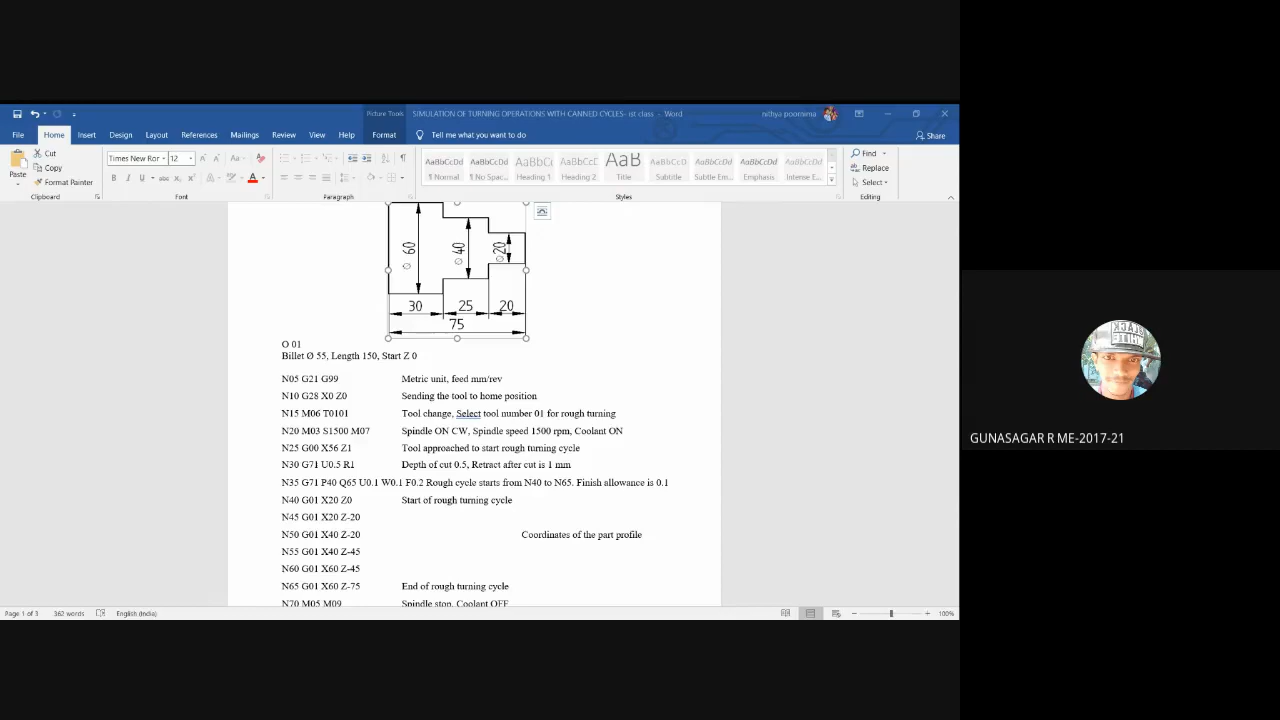 Picture Tools
SIMULATION OF TURNING OPERATIONS WITH CANNED CYCLES- ist class - Word
nithya poorarna
File Home Insert Design Layout References Mailings Review View Help Format Tell me what you want to do Share
Paste
Cut
Copy
Format Painter
Times New Ror 12
AaBbCcDd AaBbCcDd AaBbCc AaBbCcE AaB AaBbCcD AaBbCcDd AaBbCcDd AaBbCcDd
¶ Normal ¶ No Spac... Heading 1 Heading 2 Title Subtitle Subtle Em... Emphasis Intense E...
Find
Replace
Select
Clipboard Font Paragraph Styles Editing
Ø 60
Ø 40
Ø20
30 25 20
75
O 01
Billet Ø 55, Length 150, Start Z 0
N05 G21 G99 Metric unit, feed mm/rev
N10 G28 X0 Z0 Sending the tool to home position
N15 M06 T0101 Tool change, Select tool number 01 for rough turning
N20 M03 S1500 M07 Spindle ON CW, Spindle speed 1500 rpm, Coolant ON
N25 G00 X56 Z1 Tool approached to start rough turning cycle
N30 G71 U0.5 R1 Depth of cut 0.5, Retract after cut is 1 mm
N35 G71 P40 Q65 U0.1 W0.1 F0.2 Rough cycle starts from N40 to N65. Finish allowance is 0.1
N40 G01 X20 Z0 Start of rough turning cycle
N45 G01 X20 Z-20
N50 G01 X40 Z-20 Coordinates of the part profile
N55 G01 X40 Z-45
N60 G01 X60 Z-45
N65 G01 X60 Z-75 End of rough turning cycle
N70 M05 M09 Spindle stop, Coolant OFF
Page 1 of 3 362 words English (India) 100%
BLACK
WHITE
GUNASAGAR R ME-2017-21